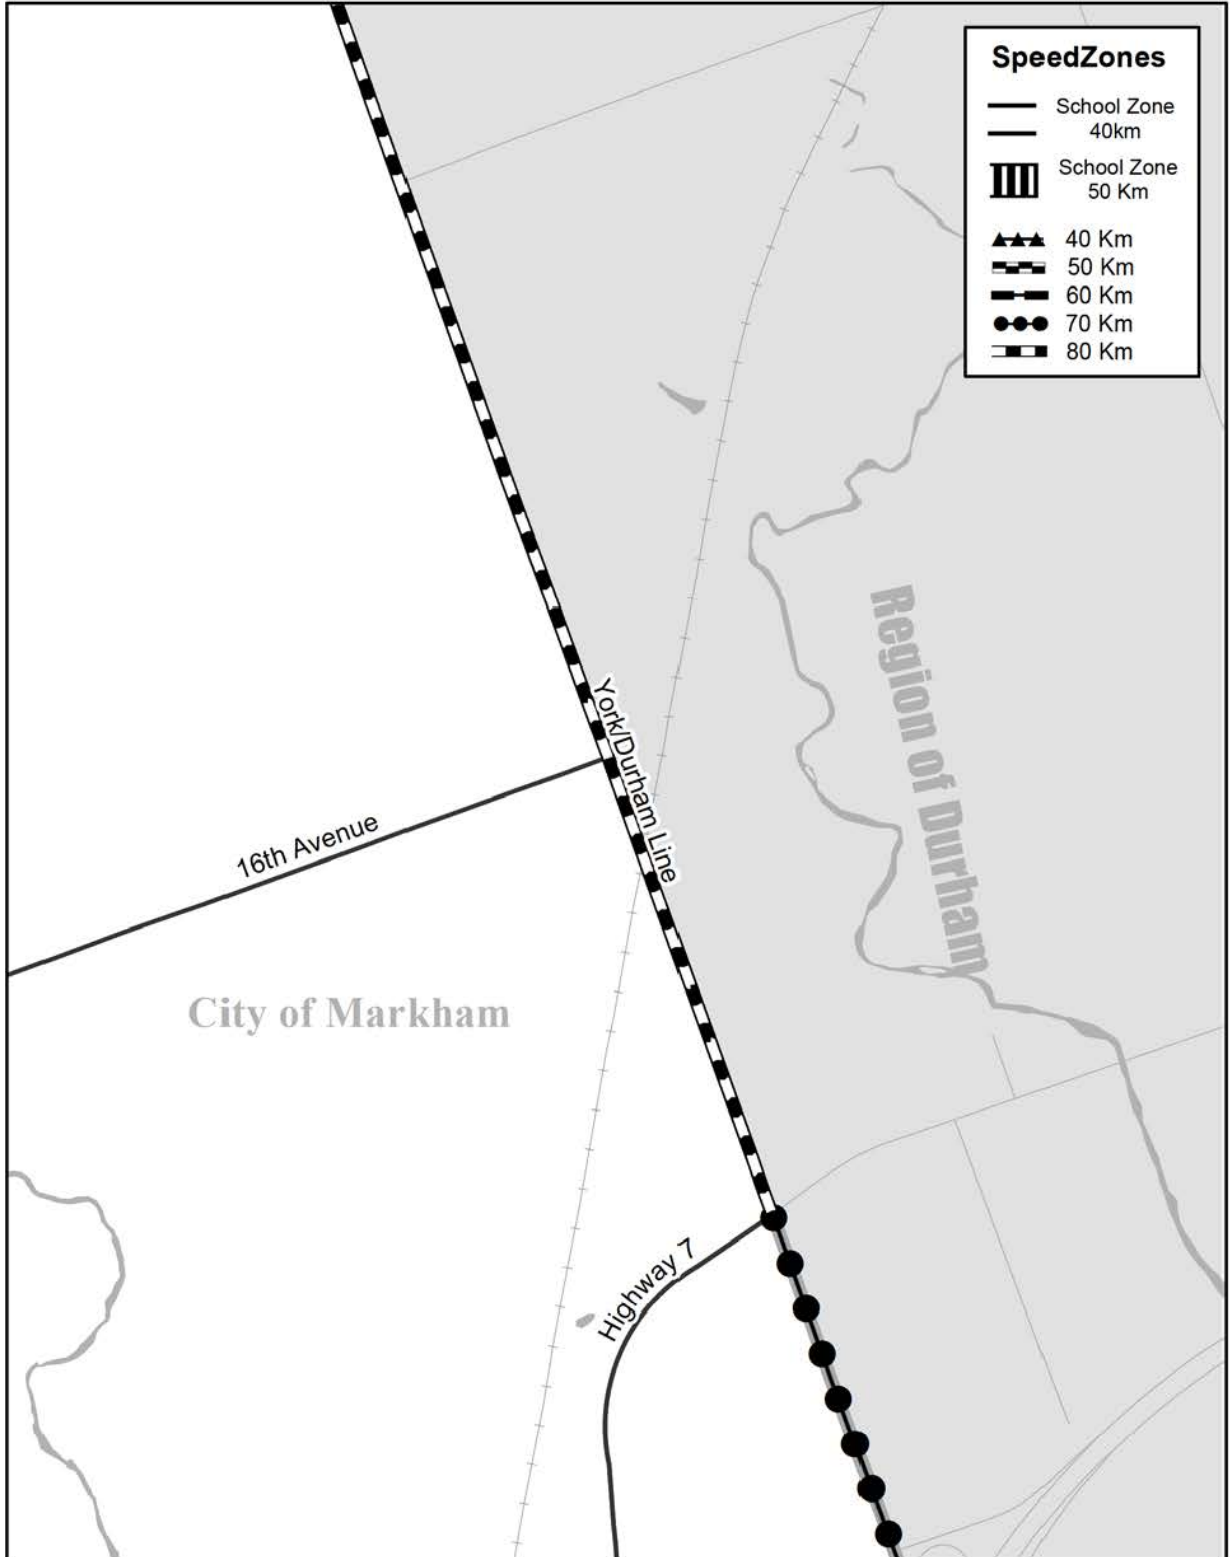 SpeedZones
School Zone
40km
School Zone
50 Km
40 Km
50 Km
60 Km
70 Km
80 Km
Region of Durham
York/Durham Line
16th Avenue
City of Markham
Highway 7